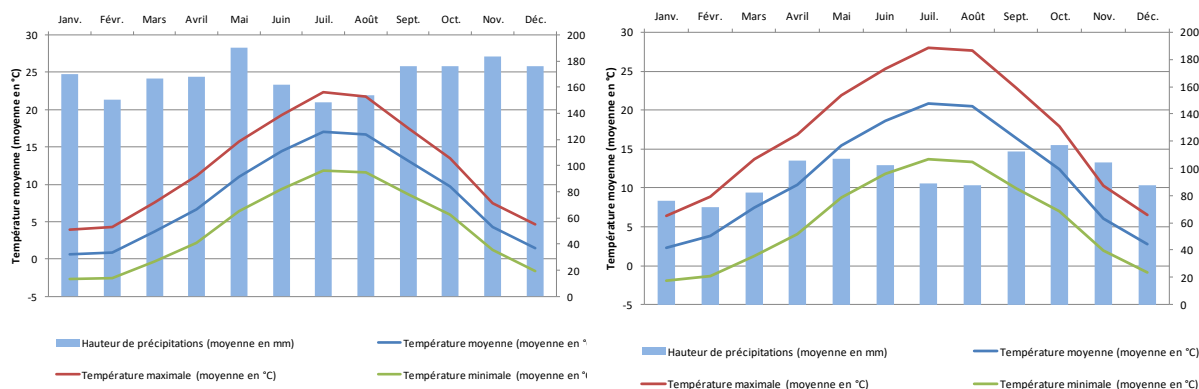 Janv. Févr. Mars Avril Mai Juin Juil. Août Sept. Oct. Nov. Déc.
30 200
25 180
20 160
15 140
10 120
5 100
0 80
-5 60
40
20
0
Température moyenne (moyenne en °C)
Hauteur de précipitations (moyenne en mm) Température moyenne (moyenne en °
Température maximale (moyenne en °C) Température minimale (moyenne en °
Janv. Févr. Mars Avril Mai Juin Juil. Août Sept. Oct. Nov. Déc.
30 200
25 180
20 160
15 140
10 120
5 100
0 80
-5 60
40
20
0
Température moyenne (moyenne en °C)
Hauteur de précipitations (moyenne en mm) Température moyenne (moyenne en °C)
Température maximale (moyenne en °C) Température minimale (moyenne en °C)